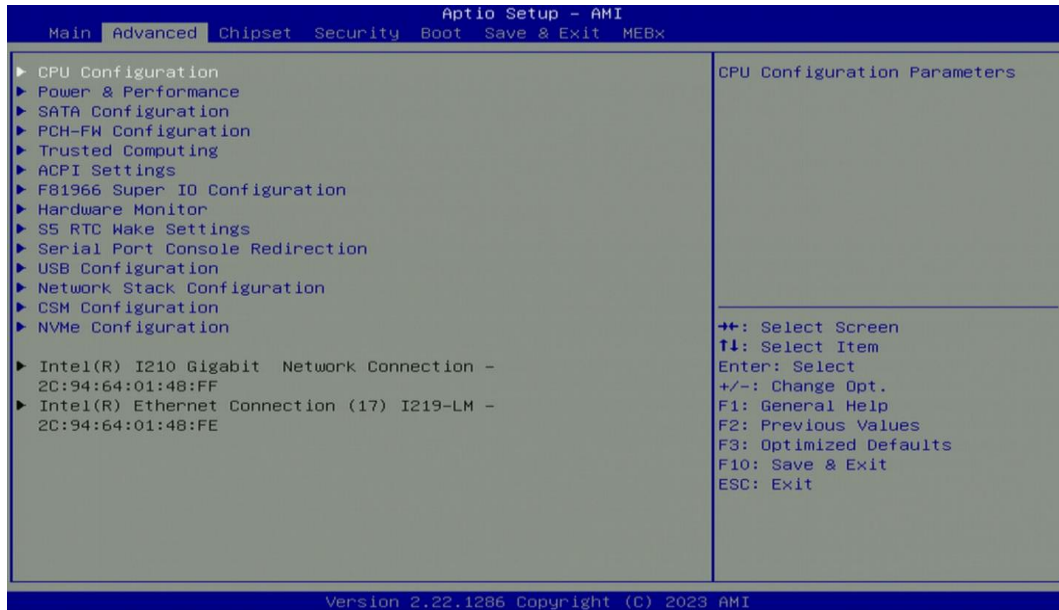 Aptio Setup – AMI
Main Advanced Chipset Security Boot Save & Exit MEBx
▶ CPU Configuration
▶ Power & Performance
▶ SATA Configuration
▶ PCH-FW Configuration
▶ Trusted Computing
▶ ACPI Settings
▶ F81966 Super IO Configuration
▶ Hardware Monitor
▶ S5 RTC Wake Settings
▶ Serial Port Console Redirection
▶ USB Configuration
▶ Network Stack Configuration
▶ CSM Configuration
▶ NVMe Configuration
▶ Intel(R) I210 Gigabit  Network Connection –
2C:94:64:01:48:FF
▶ Intel(R) Ethernet Connection (17) I219-LM –
2C:94:64:01:48:FE
CPU Configuration Parameters
→←: Select Screen
↑↓: Select Item
Enter: Select
+/-: Change Opt.
F1: General Help
F2: Previous Values
F3: Optimized Defaults
F10: Save & Exit
ESC: Exit
Version 2.22.1286 Copyright (C) 2023 AMI